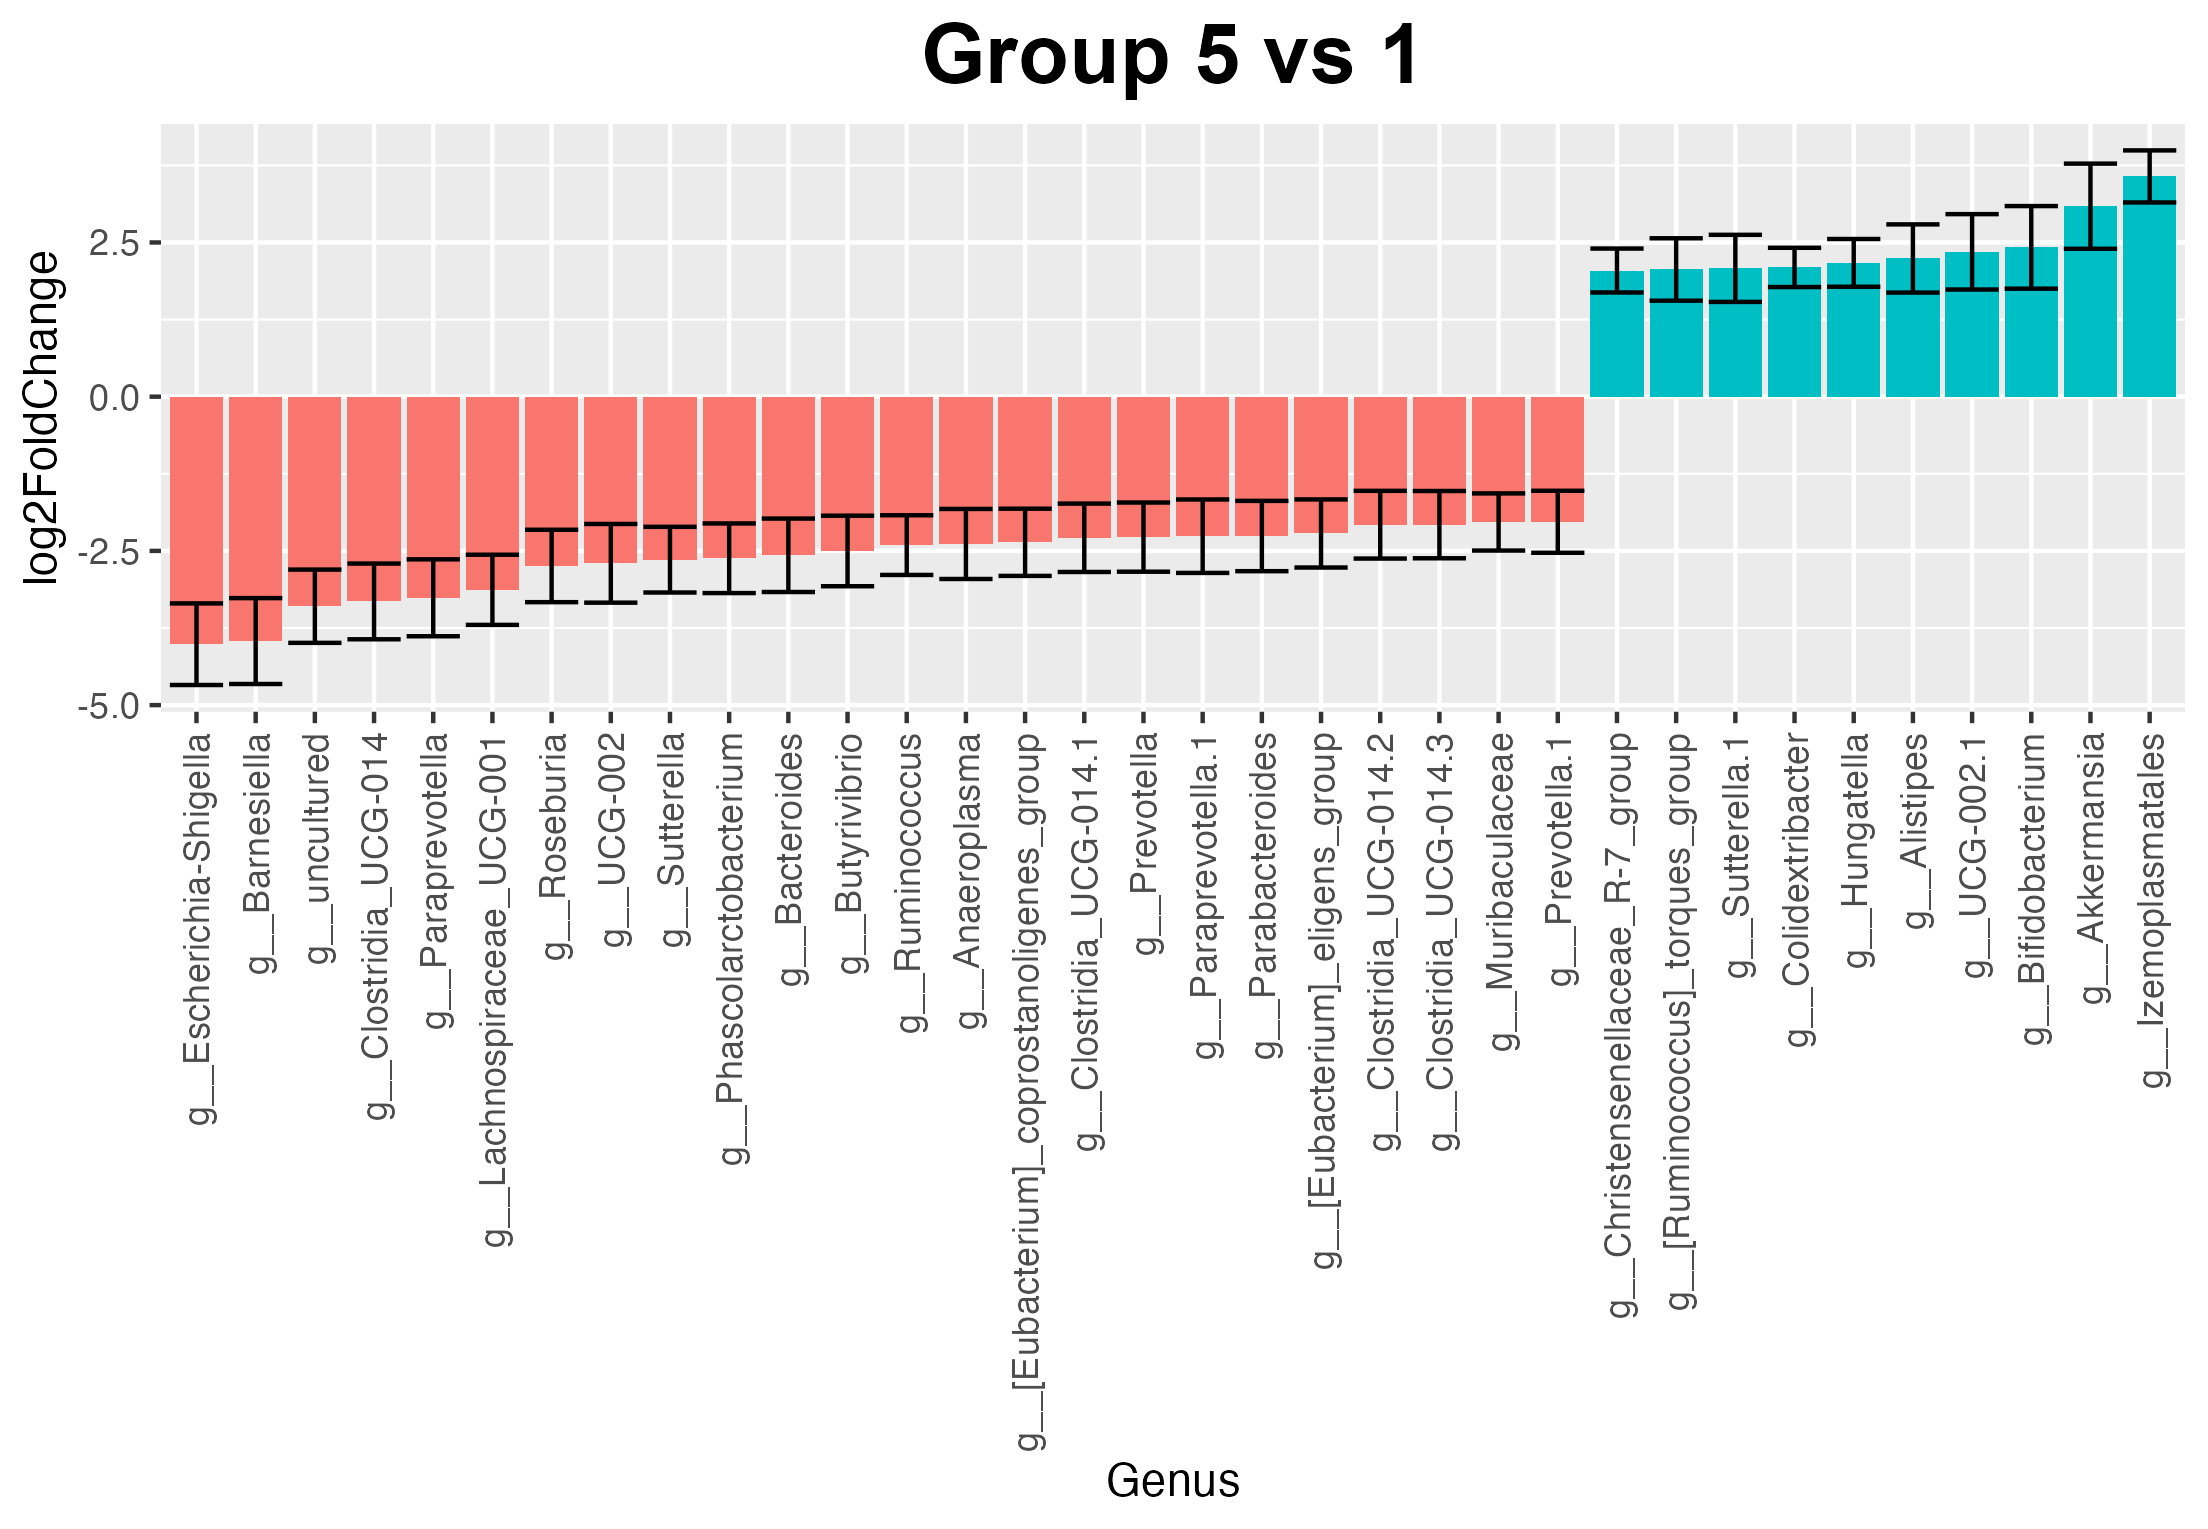 Group 5 vs 1
log2FoldChange
2.5
0.0
-2.5
-5.0
g__Escherichia-Shigella
g__Barnesiella
g__uncultured
g__Clostridia_UCG-014
g__Paraprevotella
g__Lachnospiraceae_UCG-001
g__Roseburia
g__UCG-002
g__Sutterella
g__Phascolarctobacterium
g__Bacteroides
g__Butyrivibrio
g__Ruminococcus
g__Anaeroplasma
g__[Eubacterium]_coprostanoligenes_group
g__Clostridia_UCG-014.1
g__Prevotella
g__Paraprevotella.1
g__Parabacteroides
g__[Eubacterium]_eligens_group
g__Clostridia_UCG-014.2
g__Clostridia_UCG-014.3
g__Muribaculaceae
g__Prevotella.1
g__Christensenellaceae_R-7_group
g__[Ruminococcus]_torques_group
g__Sutterella.1
g__Colidextribacter
g__Hungatella
g__Alistipes
g__UCG-002.1
g__Bifidobacterium
g__Akkermansia
g__Izemoplasmatales
Genus